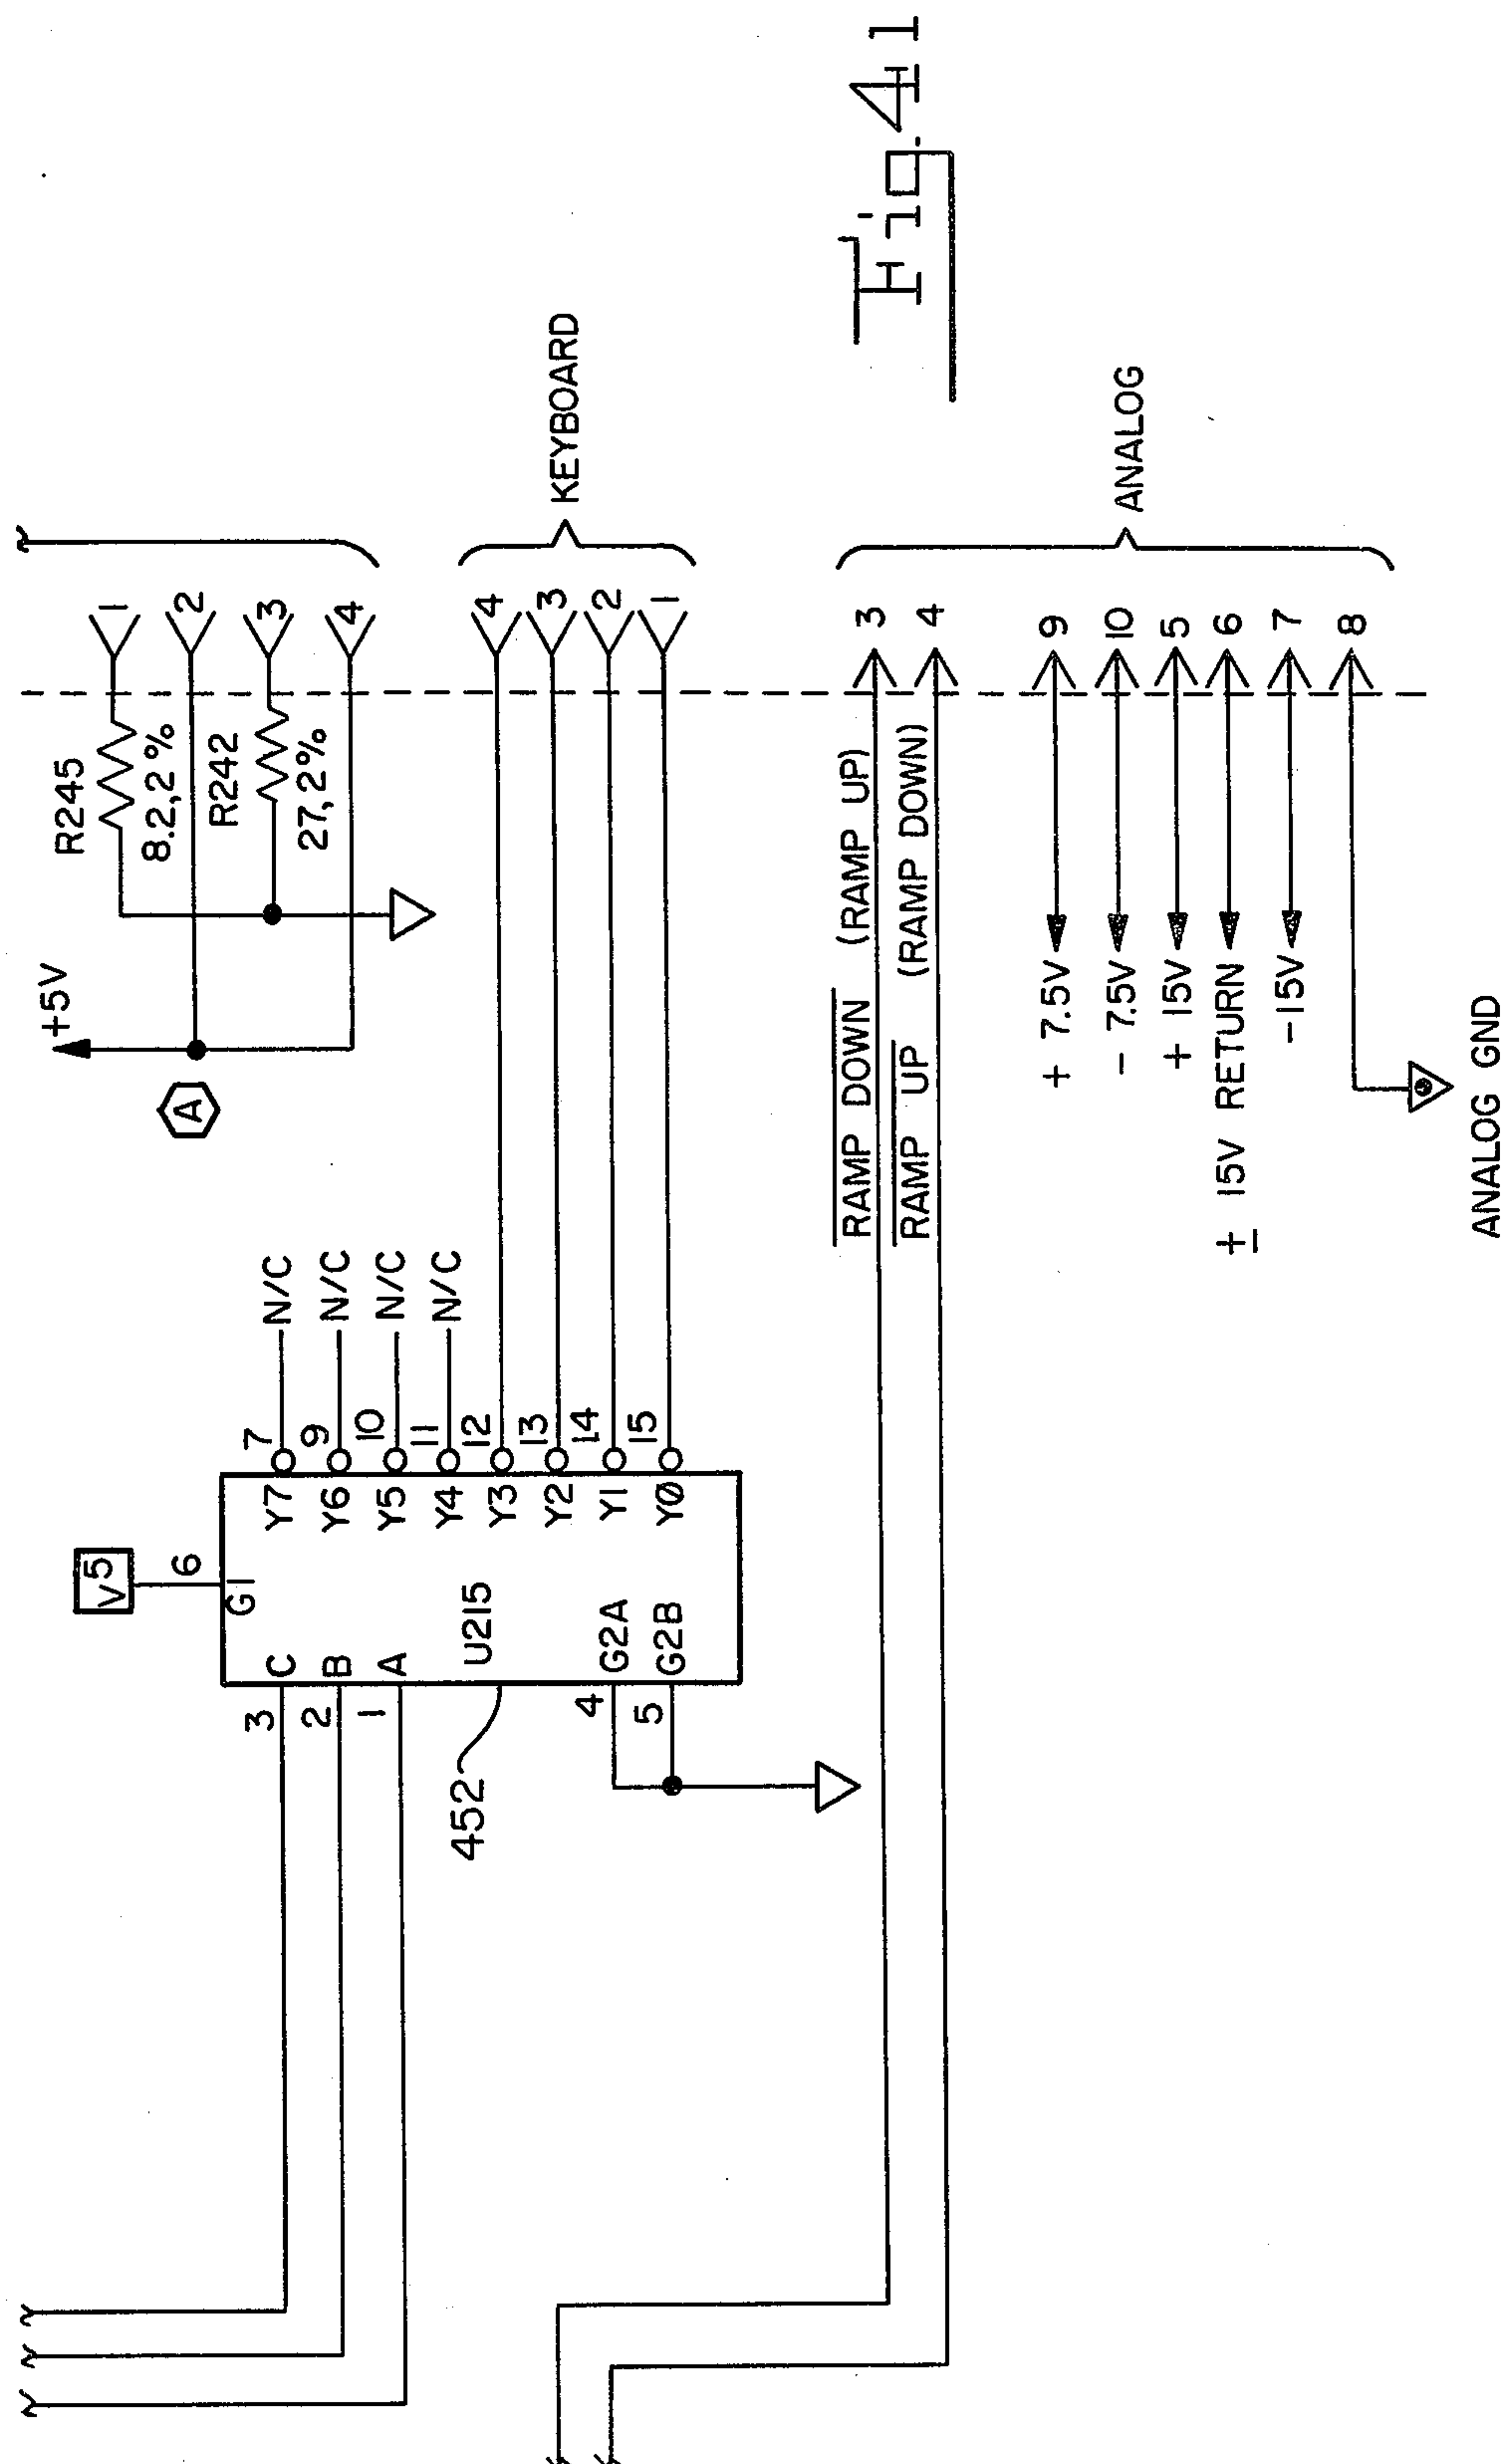 +5V
R245
1
V5
8.2,2%
A
2
6
R242
3
G1
3
C
Y7
7
N/C
27,2%
2
B
Y6
9
N/C
4
1
A
Y5
10
N/C
Y4
11
N/C
452
U215
Y3
12
4
Y2
13
3
KEYBOARD
4
G2A
Y1
14
2
5
G2B
Y0
15
1
RAMP DOWN (RAMP UP)
3
Fig. 41
RAMP UP (RAMP DOWN)
4
+ 7.5V
9
- 7.5V
10
ANALOG
+ 15V
5
± 15V RETURN
6
-15V
7
8
ANALOG GND